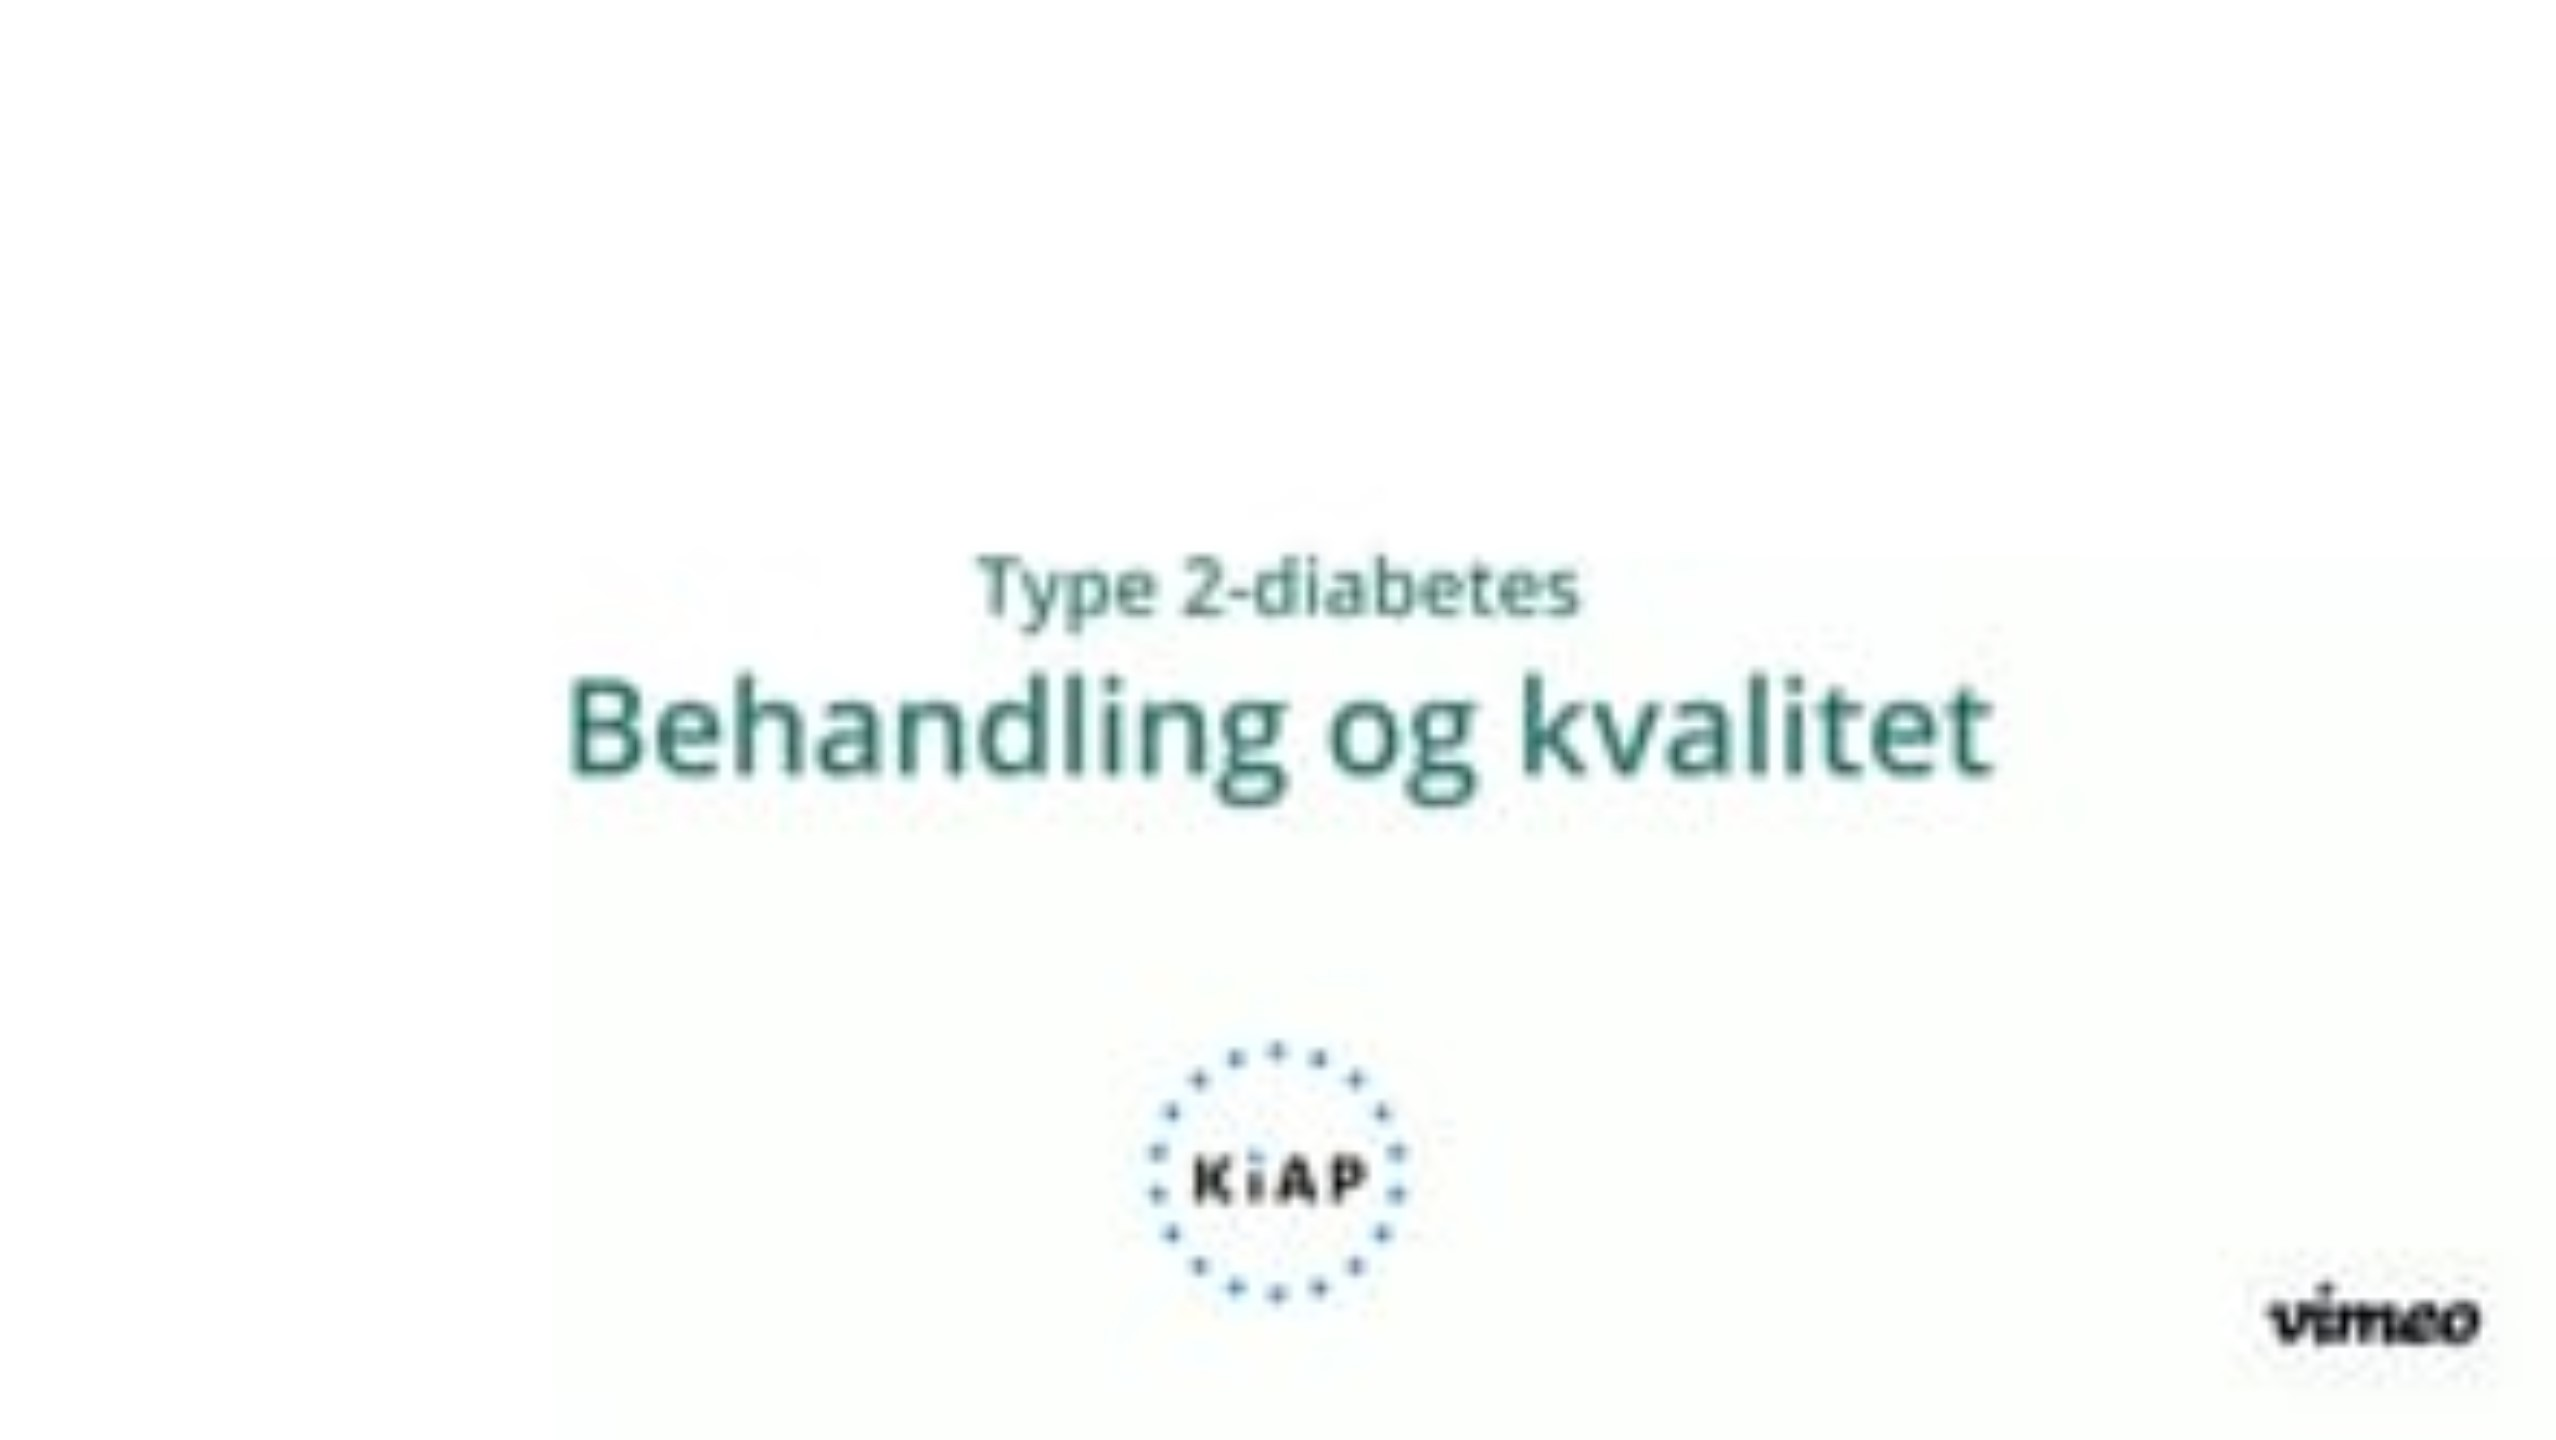 Type 2-diabetes
Behandling og kvalitet
KiAP
vimeo